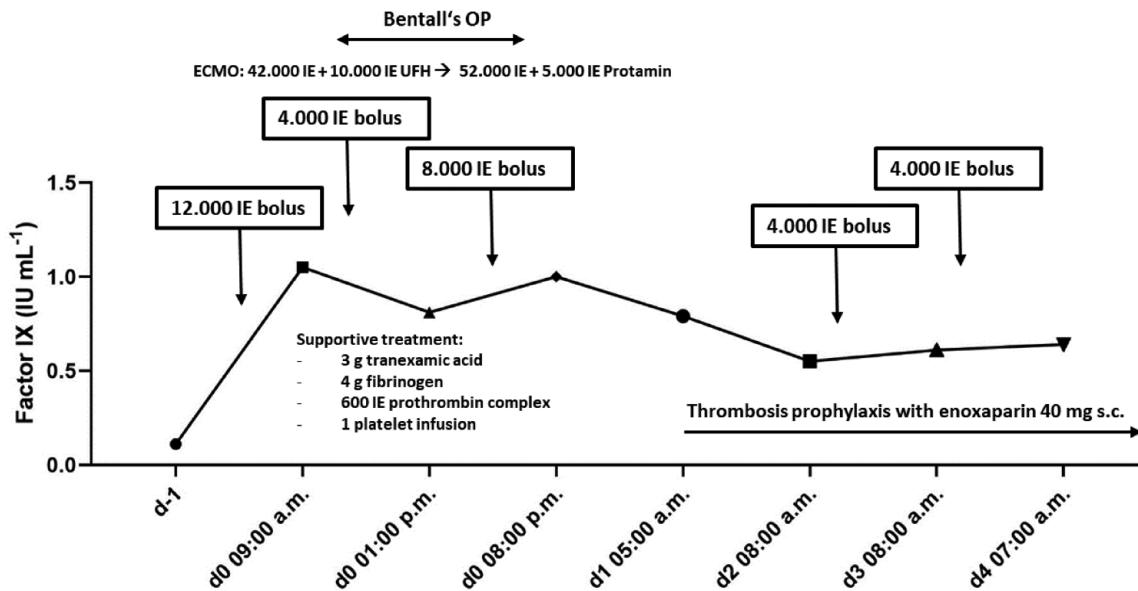 Bentall‘s OP
ECMO: 42.000 IE + 10.000 IE UFH → 52.000 IE + 5.000 IE Protamin
4.000 IE bolus
8.000 IE bolus
4.000 IE bolus
12.000 IE bolus
4.000 IE bolus
Factor IX (IU mL⁻¹)
1.5
1.0
0.5
0.0
Supportive treatment:
- 3 g tranexamic acid
- 4 g fibrinogen
- 600 IE prothrombin complex
- 1 platelet infusion
Thrombosis prophylaxis with enoxaparin 40 mg s.c.
d-1
d0 09:00 a.m.
d0 01:00 p.m.
d0 08:00 p.m.
d1 05:00 a.m.
d2 08:00 a.m.
d3 08:00 a.m.
d4 07:00 a.m.